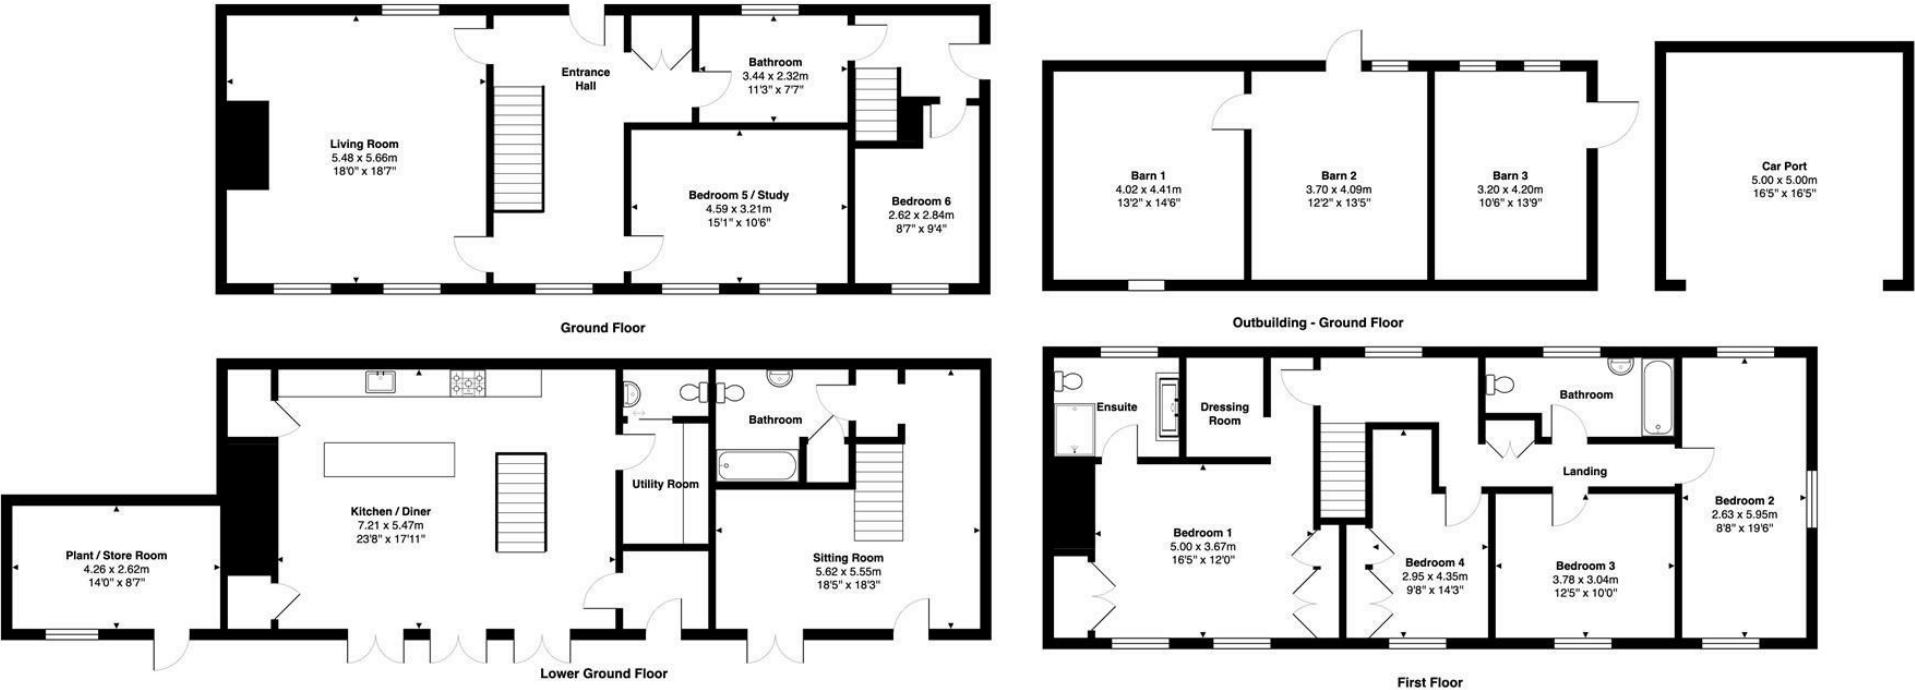 Living Room
5.48 x 5.66m
18'0" x 18'7"
Entrance
Hall
Bathroom
3.44 x 2.32m
11'3" x 7'7"
Bedroom 5 / Study
4.59 x 3.21m
15'1" x 10'6"
Bedroom 6
2.62 x 2.84m
8'7" x 9'4"
Ground Floor
Barn 1
4.02 x 4.41m
13'2" x 14'6"
Barn 2
3.70 x 4.09m
12'2" x 13'5"
Barn 3
3.20 x 4.20m
10'6" x 13'9"
Car Port
5.00 x 5.00m
16'5" x 16'5"
Outbuilding - Ground Floor
Plant / Store Room
4.26 x 2.62m
14'0" x 8'7"
Kitchen / Diner
7.21 x 5.47m
23'8" x 17'11"
Utility Room
Bathroom
Sitting Room
5.62 x 5.55m
18'5" x 18'3"
Lower Ground Floor
Ensuite
Dressing
Room
Bathroom
Landing
Bedroom 1
5.00 x 3.67m
16'5" x 12'0"
Bedroom 4
2.95 x 4.35m
9'8" x 14'3"
Bedroom 3
3.78 x 3.04m
12'5" x 10'0"
Bedroom 2
2.63 x 5.95m
8'8" x 19'6"
First Floor